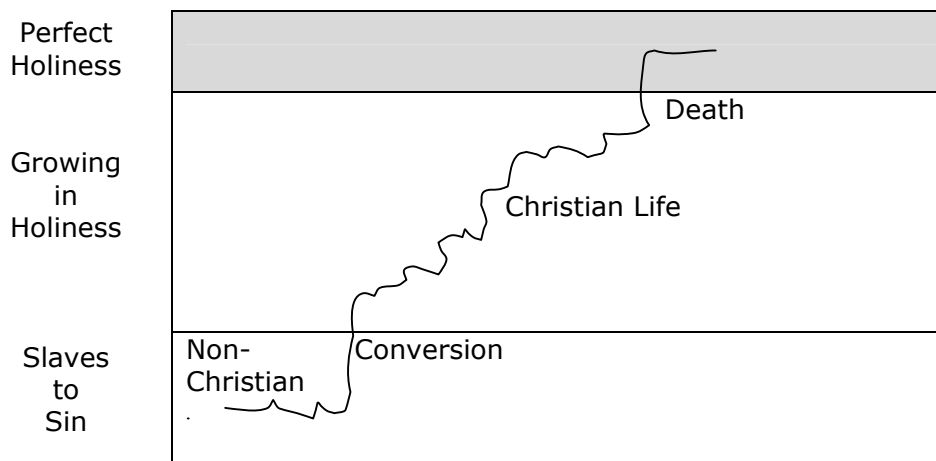 Perfect
Holiness
Death
Growing
in
Holiness
Christian Life
Slaves
to
Sin
Non-
Christian
Conversion